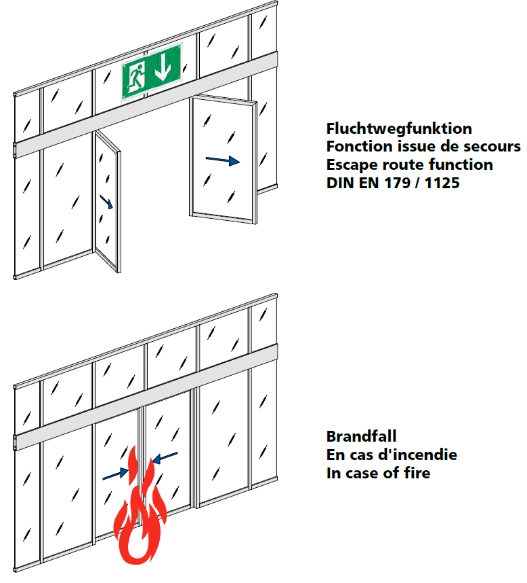 Fluchtwegfunktion
Fonction issue de secours
Escape route function
DIN EN 179 / 1125
Brandfall
En cas d'incendie
In case of fire